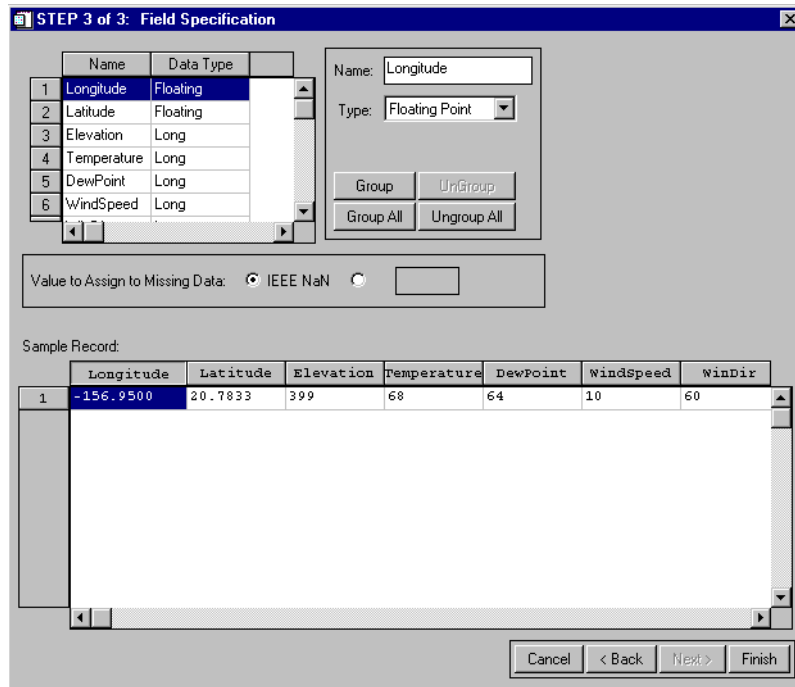 STEP 3 of 3: Field Specification
Name Data Type
1 Longitude Floating
2 Latitude Floating
3 Elevation Long
4 Temperature Long
5 DewPoint Long
6 WindSpeed Long
Name: Longitude
Type: Floating Point
Group UnGroup
Group All Ungroup All
Value to Assign to Missing Data: IEEE NaN
Sample Record:
Longitude Latitude Elevation Temperature DewPoint WindSpeed WinDir
1 -156.9500 20.7833 399 68 64 10 60
Cancel < Back Next > Finish